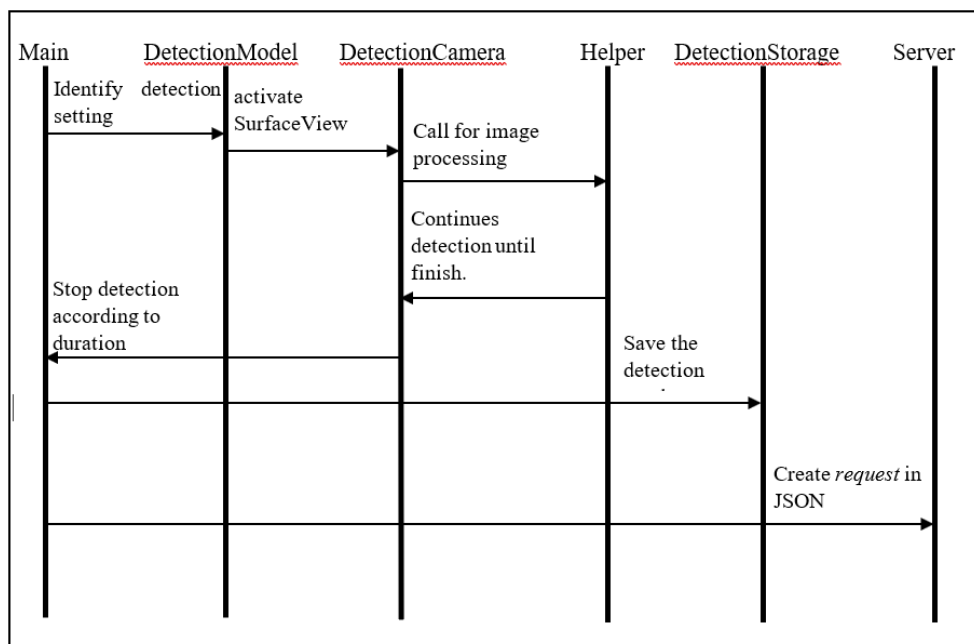 Main DetectionModel DetectionCamera Helper DetectionStorage Server
Identify detection
setting
activate
SurfaceView
Call for image
processing
Continues
detection until
finish.
Stop detection
according to
duration
Save the
detection
Create request in
JSON